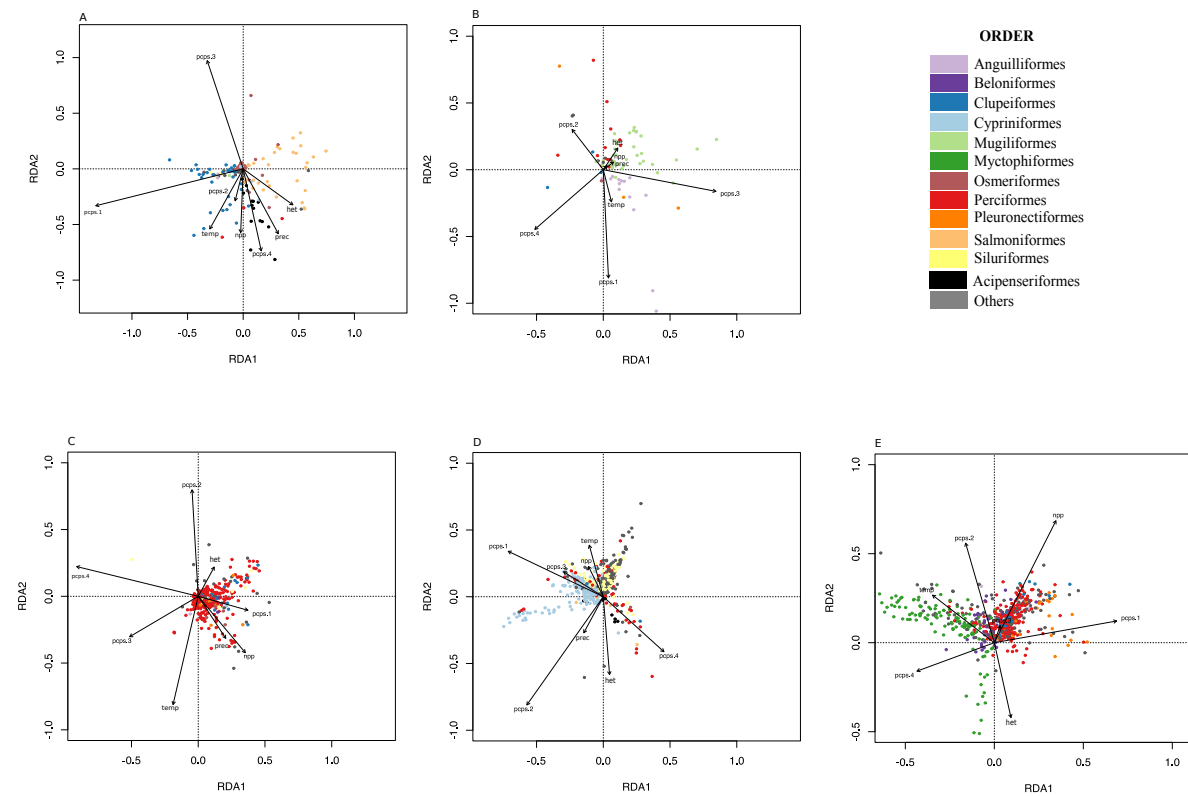 A
1.0
0.5
0.0
-0.5
-1.0
RDA2
pcps.3
pcps.1
pcps.2
temp
npp
het
prec
pcps.4
-1.0 -0.5 0.0 0.5 1.0
RDA1
B
1.0
0.5
0.0
-0.5
-1.0
RDA2
pcps.2
het
npp
prec
temp
pcps.3
pcps.4
pcps.1
-1.0 -0.5 0.0 0.5 1.0
RDA1
ORDER
Anguilliformes
Beloniformes
Clupeiformes
Cypriniformes
Mugiliformes
Myctophiformes
Osmeriformes
Perciformes
Pleuronectiformes
Salmoniformes
Siluriformes
Acipenseriformes
Others
C
1.0
0.5
0.0
-0.5
-1.0
RDA2
pcps.2
het
pcps.4
pcps.1
pcps.3
prec
npp
temp
-0.5 0.0 0.5 1.0
RDA1
D
1.0
0.5
0.0
-0.5
-1.0
RDA2
temp
pcps.1
npp
pcps.3
prec
pcps.4
het
pcps.2
-0.5 0.0 0.5 1.0
RDA1
E
1.0
0.5
0.0
-0.5
RDA2
npp
pcps.2
temp
pcps.1
pcps.4
het
-0.5 0.0 0.5 1.0
RDA1